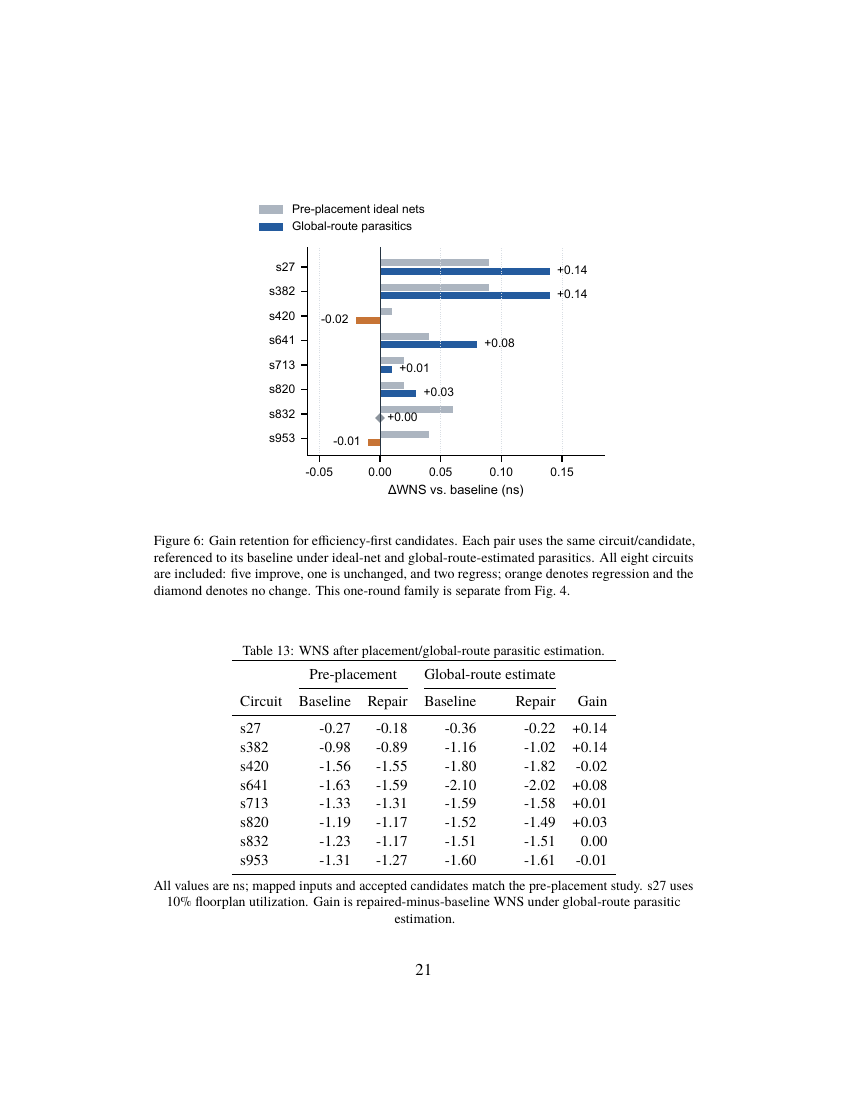 Pre-placement ideal nets
Global-route parasitics
s27
+0.14
s382
+0.14
s420
-0.02
s641
+0.08
s713
+0.01
s820
+0.03
s832
+0.00
s953
-0.01
-0.05 0.00 0.05 0.10 0.15
ΔWNS vs. baseline (ns)
Figure 6: Gain retention for efficiency-first candidates. Each pair uses the same circuit/candidate,
referenced to its baseline under ideal-net and global-route-estimated parasitics. All eight circuits
are included: five improve, one is unchanged, and two regress; orange denotes regression and the
diamond denotes no change. This one-round family is separate from Fig. 4.
Table 13: WNS after placement/global-route parasitic estimation.
Pre-placement Global-route estimate
Circuit Baseline Repair Baseline Repair Gain
s27 -0.27 -0.18 -0.36 -0.22 +0.14
s382 -0.98 -0.89 -1.16 -1.02 +0.14
s420 -1.56 -1.55 -1.80 -1.82 -0.02
s641 -1.63 -1.59 -2.10 -2.02 +0.08
s713 -1.33 -1.31 -1.59 -1.58 +0.01
s820 -1.19 -1.17 -1.52 -1.49 +0.03
s832 -1.23 -1.17 -1.51 -1.51 0.00
s953 -1.31 -1.27 -1.60 -1.61 -0.01
All values are ns; mapped inputs and accepted candidates match the pre-placement study. s27 uses
10% floorplan utilization. Gain is repaired-minus-baseline WNS under global-route parasitic
estimation.
21